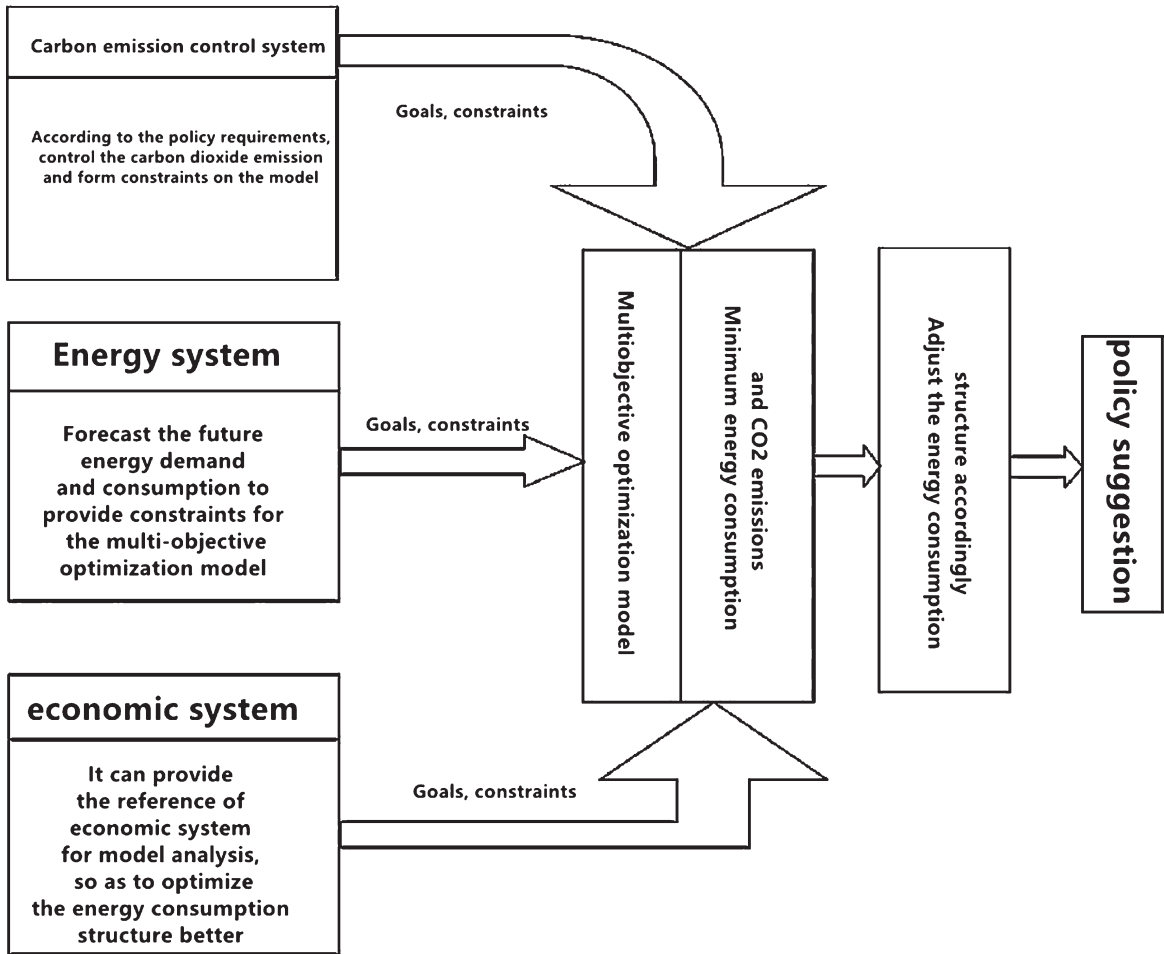 Carbon emission control system
According to the policy requirements,
control the carbon dioxide emission
and form constraints on the model
Goals, constraints
Energy system
Forecast the future
energy demand
and consumption to
provide constraints for
the multi-objective
optimization model
Goals, constraints
economic system
It can provide
the reference of
economic system
for model analysis,
so as to optimize
the energy consumption
structure better
Goals, constraints
Multiobjective optimization model
Minimum energy consumption
and CO2 emissions
Adjust the energy consumption
structure accordingly
policy suggestion